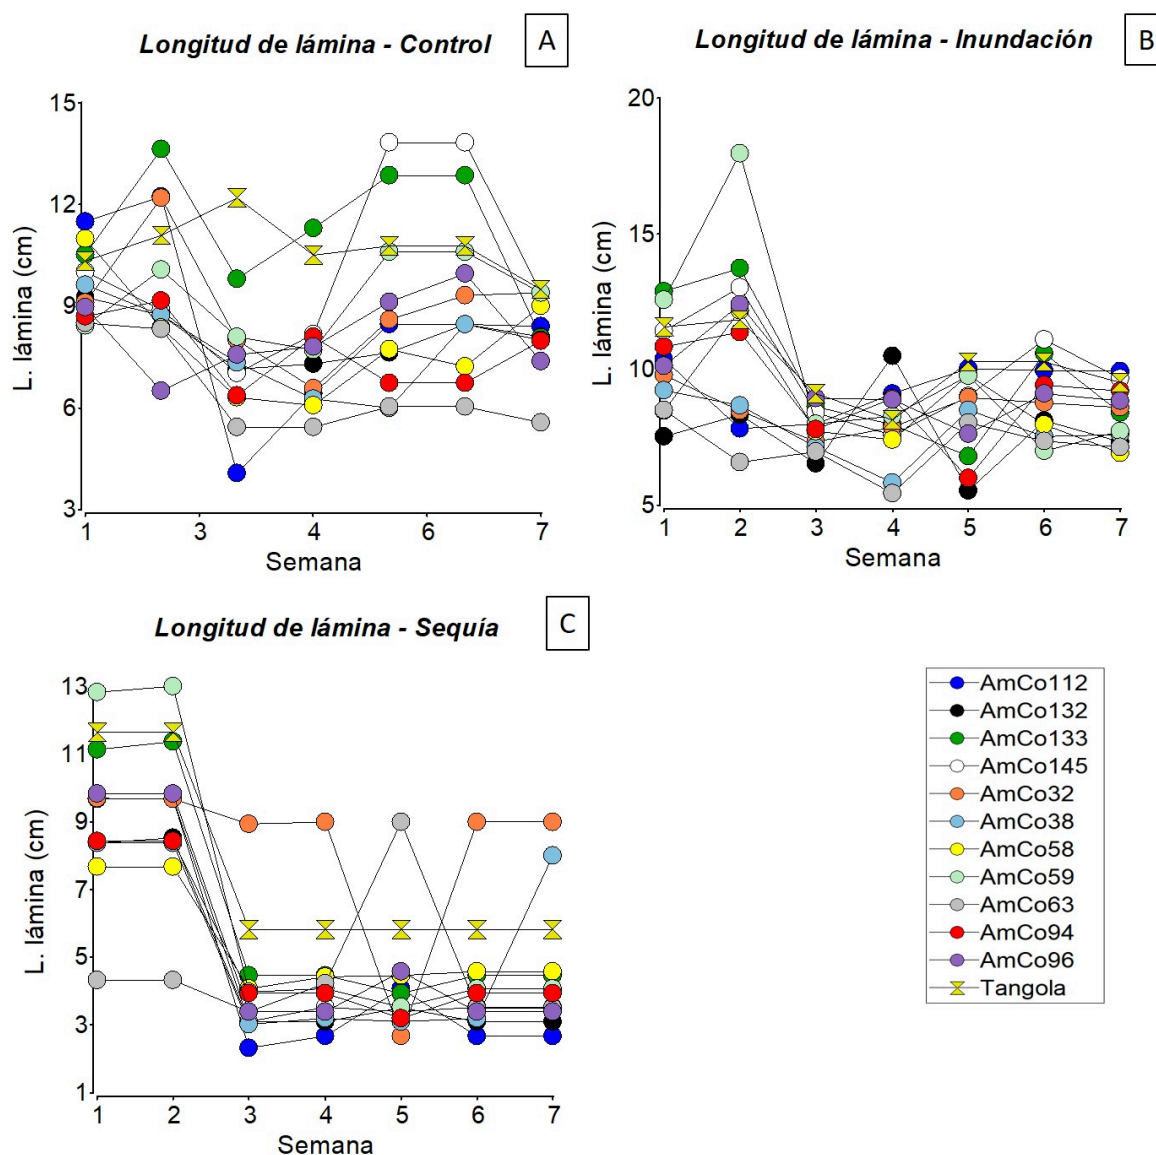 Longitud de lámina - Control
A
15
12
9
6
3
L. lámina (cm)
1
3
4
6
7
Semana
Longitud de lámina - Inundación
B
20
15
10
5
L. lámina (cm)
1
2
3
4
5
6
7
Semana
Longitud de lámina - Sequía
C
13
11
9
7
5
3
1
L. lámina (cm)
1
2
3
4
5
6
7
Semana
AmCo112
AmCo132
AmCo133
AmCo145
AmCo32
AmCo38
AmCo58
AmCo59
AmCo63
AmCo94
AmCo96
Tangola